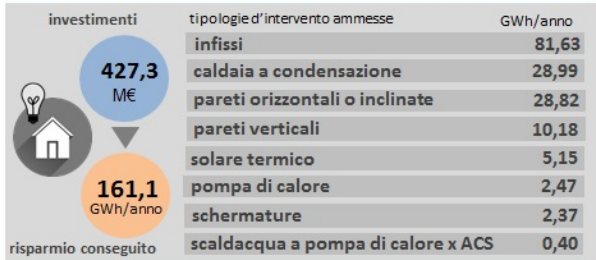 investimenti
427,3
M€
161,1
GWh/anno
risparmio conseguito
tipologie d'intervento ammesse GWh/anno
infissi 81,63
caldaia a condensazione 28,99
pareti orizzontali o inclinate 28,82
pareti verticali 10,18
solare termico 5,15
pompa di calore 2,47
schermature 2,37
scaldacqua a pompa di calore x ACS 0,40